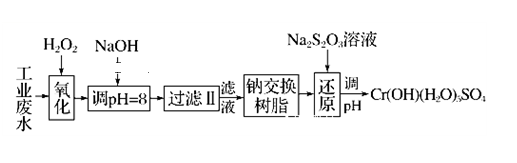 H₂O₂
NaOH
Na₂S₂O₃溶液
工业废水
氧化
调pH=8
过滤Ⅱ
滤液
钠交换树脂
还原
调pH
Cr(OH)(H₂O)₅SO₄